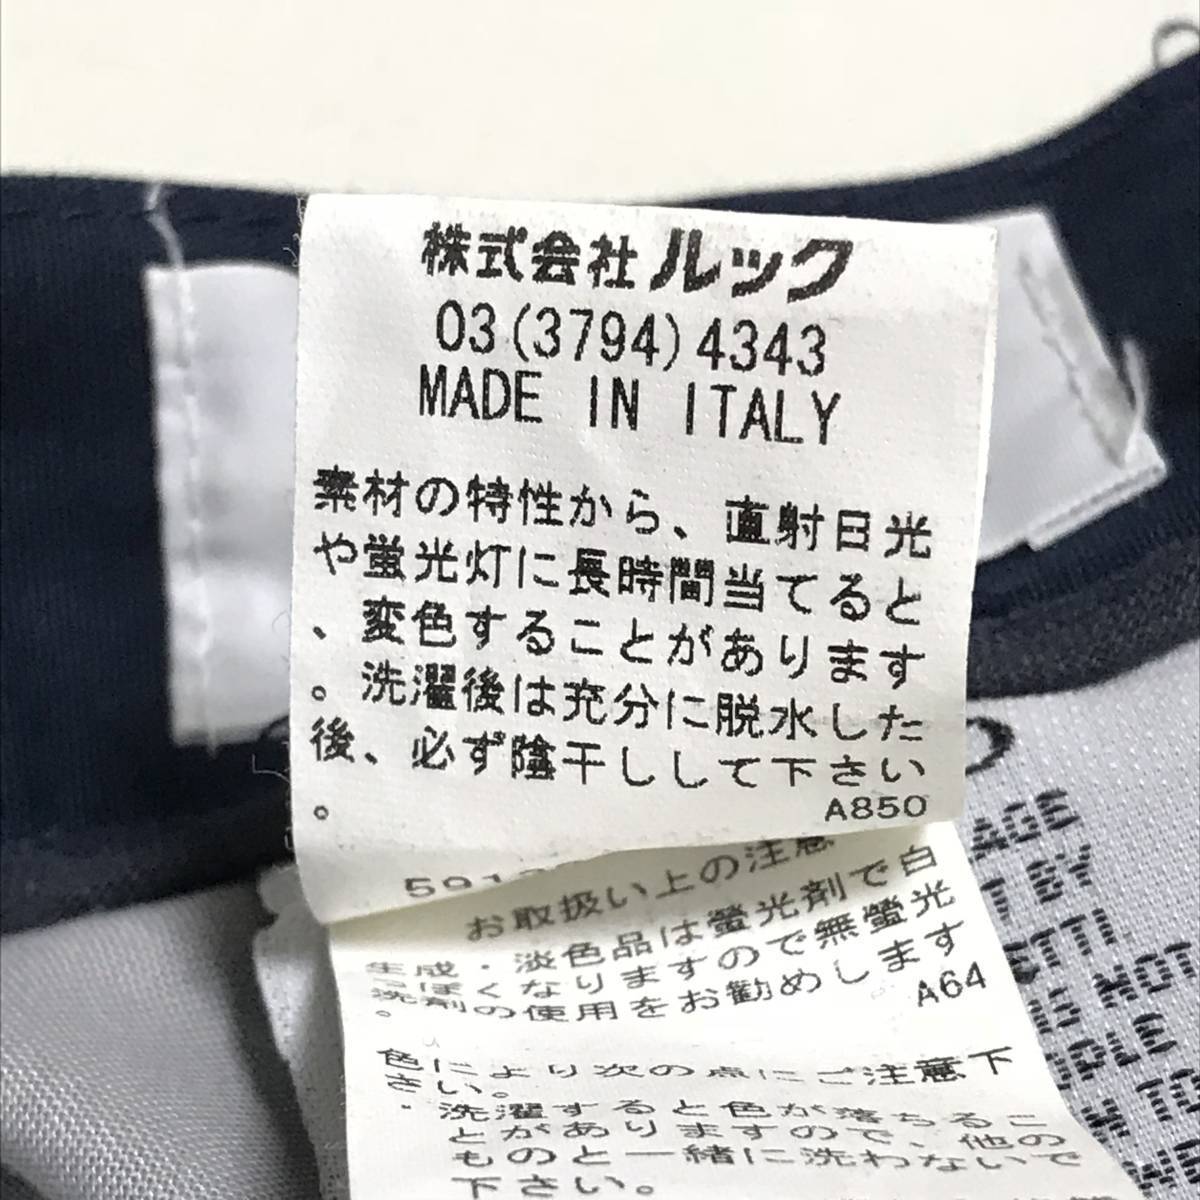 株式会社ルック
03(3794)4343
MADE IN ITALY
素材の特性から、直射日光
や蛍光灯に長時間当てると
、変色することがあります
。洗濯後は充分に脱水した
後、必ず陰干しして下さい
。
A850
お取扱い上の注意
生成・淡色品は螢光剤で白
っぽくなりますので無螢光
洗剤の使用をお勧めします
。
A64
色により次の点にご注意下
さい。
・洗濯すると色が落ちるこ
とがありますので、他の
ものと一緒に洗わないで
下さい。
BY
IS NOT